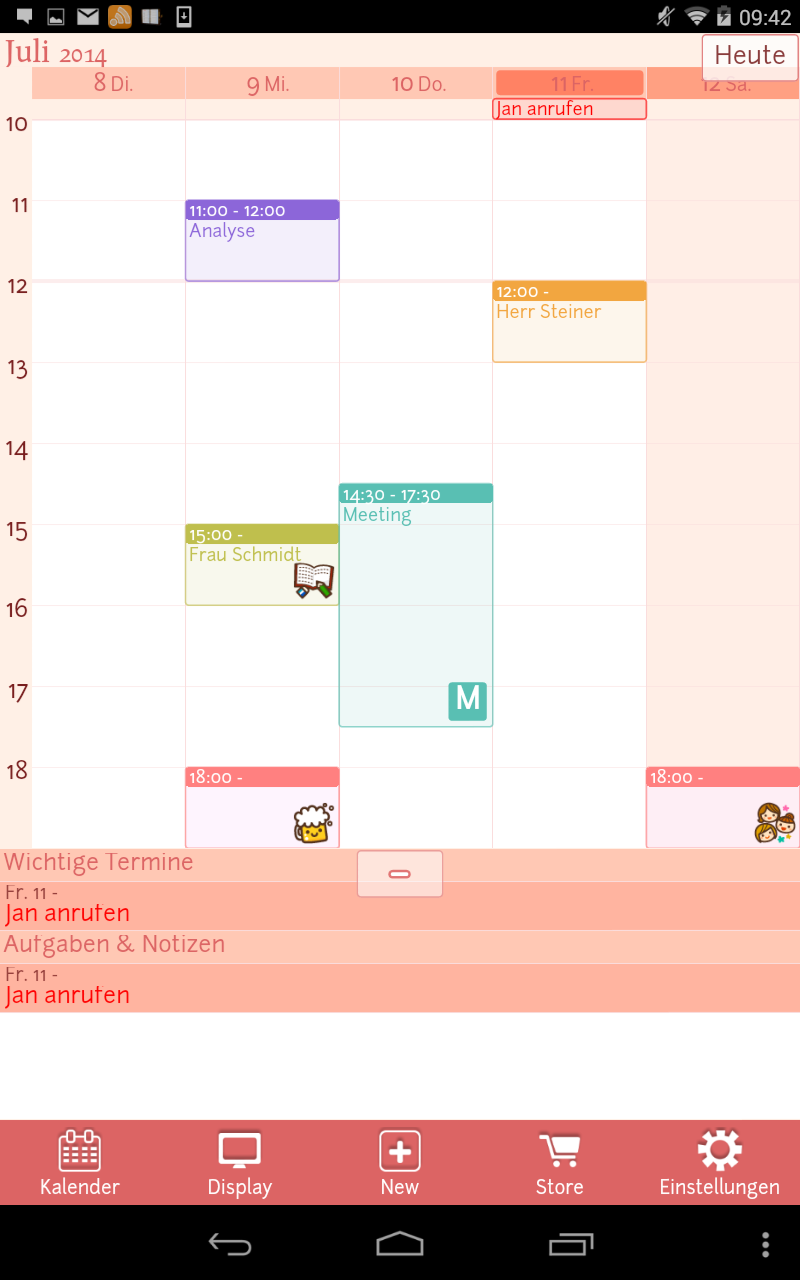 09:42
Juli 2014
Heute
8 Di.
9 Mi.
10 Do.
11 Fr.
12 Sa.
Jan anrufen
10
11
11:00 - 12:00
Analyse
12
12:00 -
Herr Steiner
13
14
14:30 - 17:30
Meeting
15
15:00 -
Frau Schmidt
16
17
M
18
18:00 -
18:00 -
Wichtige Termine
Fr. 11 -
Jan anrufen
Aufgaben & Notizen
Fr. 11 -
Jan anrufen
Kalender
Display
New
Store
Einstellungen